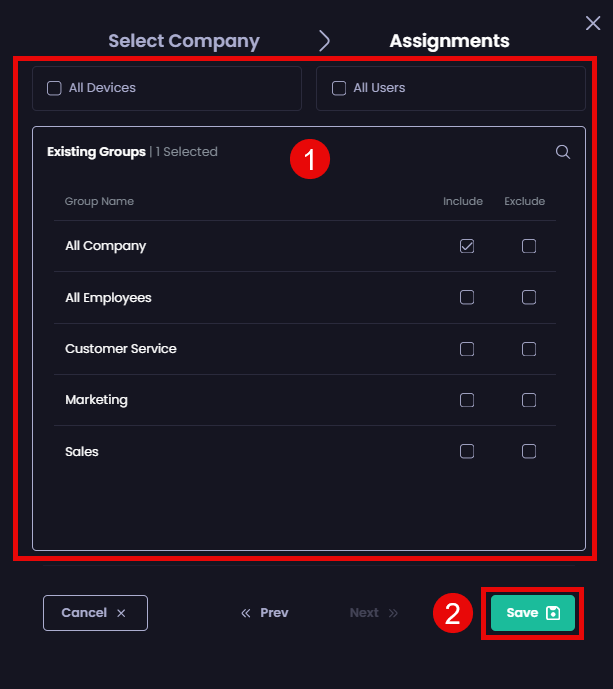 Select Company > Assignments
All Devices All Users
Existing Groups | 1 Selected
1
Group Name Include Exclude
All Company
All Employees
Customer Service
Marketing
Sales
Cancel × « Prev Next » 2 Save